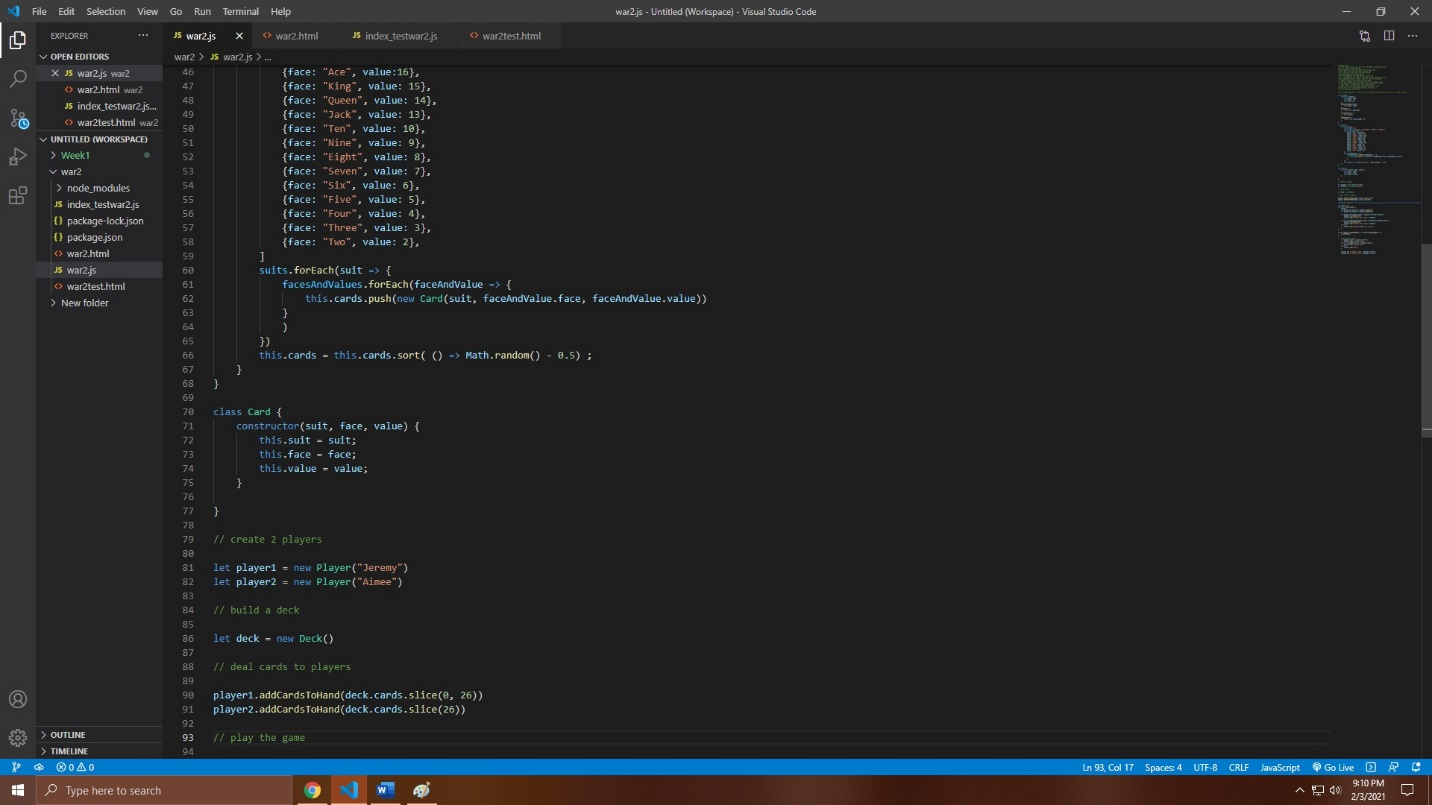 File Edit Selection View Go Run Terminal Help
war2.js - Untitled (Workspace) - Visual Studio Code
EXPLORER
OPEN EDITORS
war2.js war2
war2.html war2
index_testwar2.js...
war2test.html war2
UNTITLED (WORKSPACE)
Week1
war2
node_modules
index_testwar2.js
package-lock.json
package.json
war2.html
war2.js
war2test.html
New folder
OUTLINE
TIMELINE
war2.js war2.html index_testwar2.js war2test.html
war2 > war2.js > ...
46 {face: "Ace", value:16},
47 {face: "King", value: 15},
48 {face: "Queen", value: 14},
49 {face: "Jack", value: 13},
50 {face: "Ten", value: 10},
51 {face: "Nine", value: 9},
52 {face: "Eight", value: 8},
53 {face: "Seven", value: 7},
54 {face: "Six", value: 6},
55 {face: "Five", value: 5},
56 {face: "Four", value: 4},
57 {face: "Three", value: 3},
58 {face: "Two", value: 2},
59 ]
60 suits.forEach(suit => {
61 facesAndValues.forEach(faceAndValue => {
62 this.cards.push(new Card(suit, faceAndValue.face, faceAndValue.value))
63 }
64 )
65 })
66 this.cards = this.cards.sort( () => Math.random() - 0.5) ;
67 }
68 }
69
70 class Card {
71 constructor(suit, face, value) {
72 this.suit = suit;
73 this.face = face;
74 this.value = value;
75 }
76
77 }
78
79 // create 2 players
80
81 let player1 = new Player("Jeremy")
82 let player2 = new Player("Aimee")
83
84 // build a deck
85
86 let deck = new Deck()
87
88 // deal cards to players
89
90 player1.addCardsToHand(deck.cards.slice(0, 26))
91 player2.addCardsToHand(deck.cards.slice(26))
92
93 // play the game
94
0 0
Ln 93, Col 17 Spaces: 4 UTF-8 CRLF JavaScript Go Live
Type here to search
9:10 PM
2/3/2021